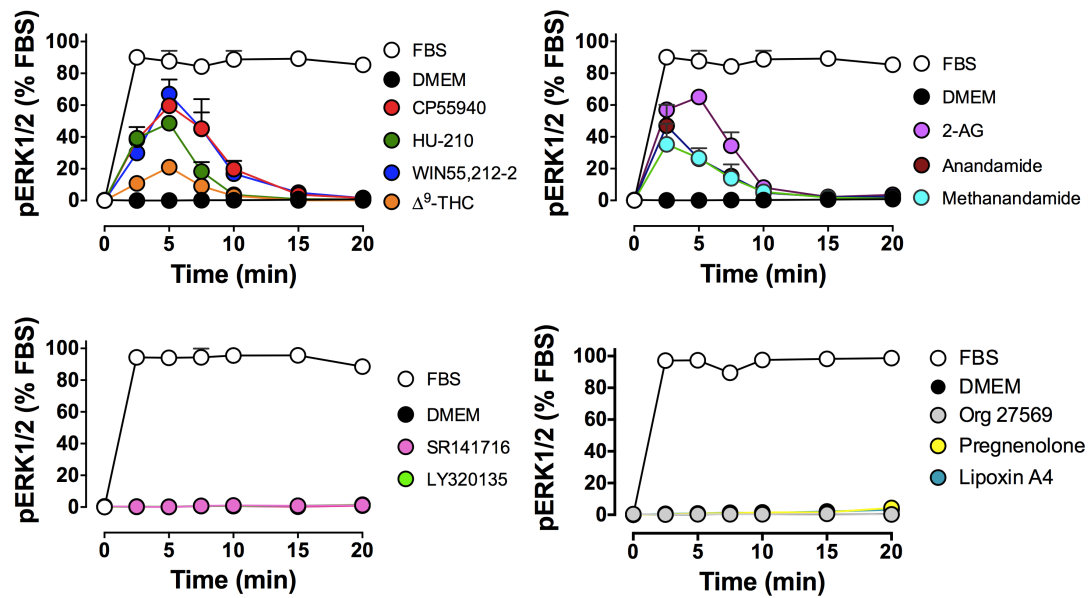 pERK1/2 (% FBS)
100
80
60
40
20
0
0 5 10 15 20
Time (min)
FBS
DMEM
CP55940
HU-210
WIN55,212-2
Δ⁹-THC
pERK1/2 (% FBS)
100
80
60
40
20
0
0 5 10 15 20
Time (min)
FBS
DMEM
2-AG
Anandamide
Methanandamide
pERK1/2 (% FBS)
100
80
60
40
20
0
0 5 10 15 20
Time (min)
FBS
DMEM
SR141716
LY320135
pERK1/2 (% FBS)
100
80
60
40
20
0
0 5 10 15 20
Time (min)
FBS
DMEM
Org 27569
Pregnenolone
Lipoxin A4